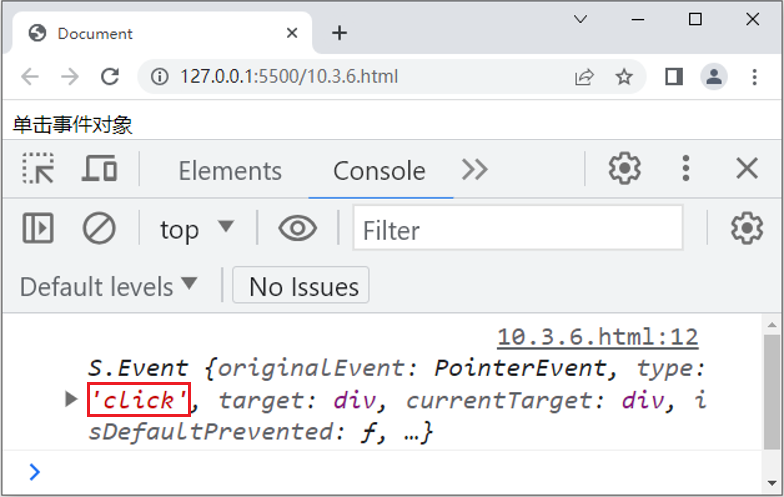 Document
127.0.0.1:5500/10.3.6.html
单击事件对象
Elements Console
top Filter
Default levels No Issues
10.3.6.html:12
S.Event {originalEvent: PointerEvent, type:
'click', target: div, currentTarget: div, i
sDefaultPrevented: ƒ, …}